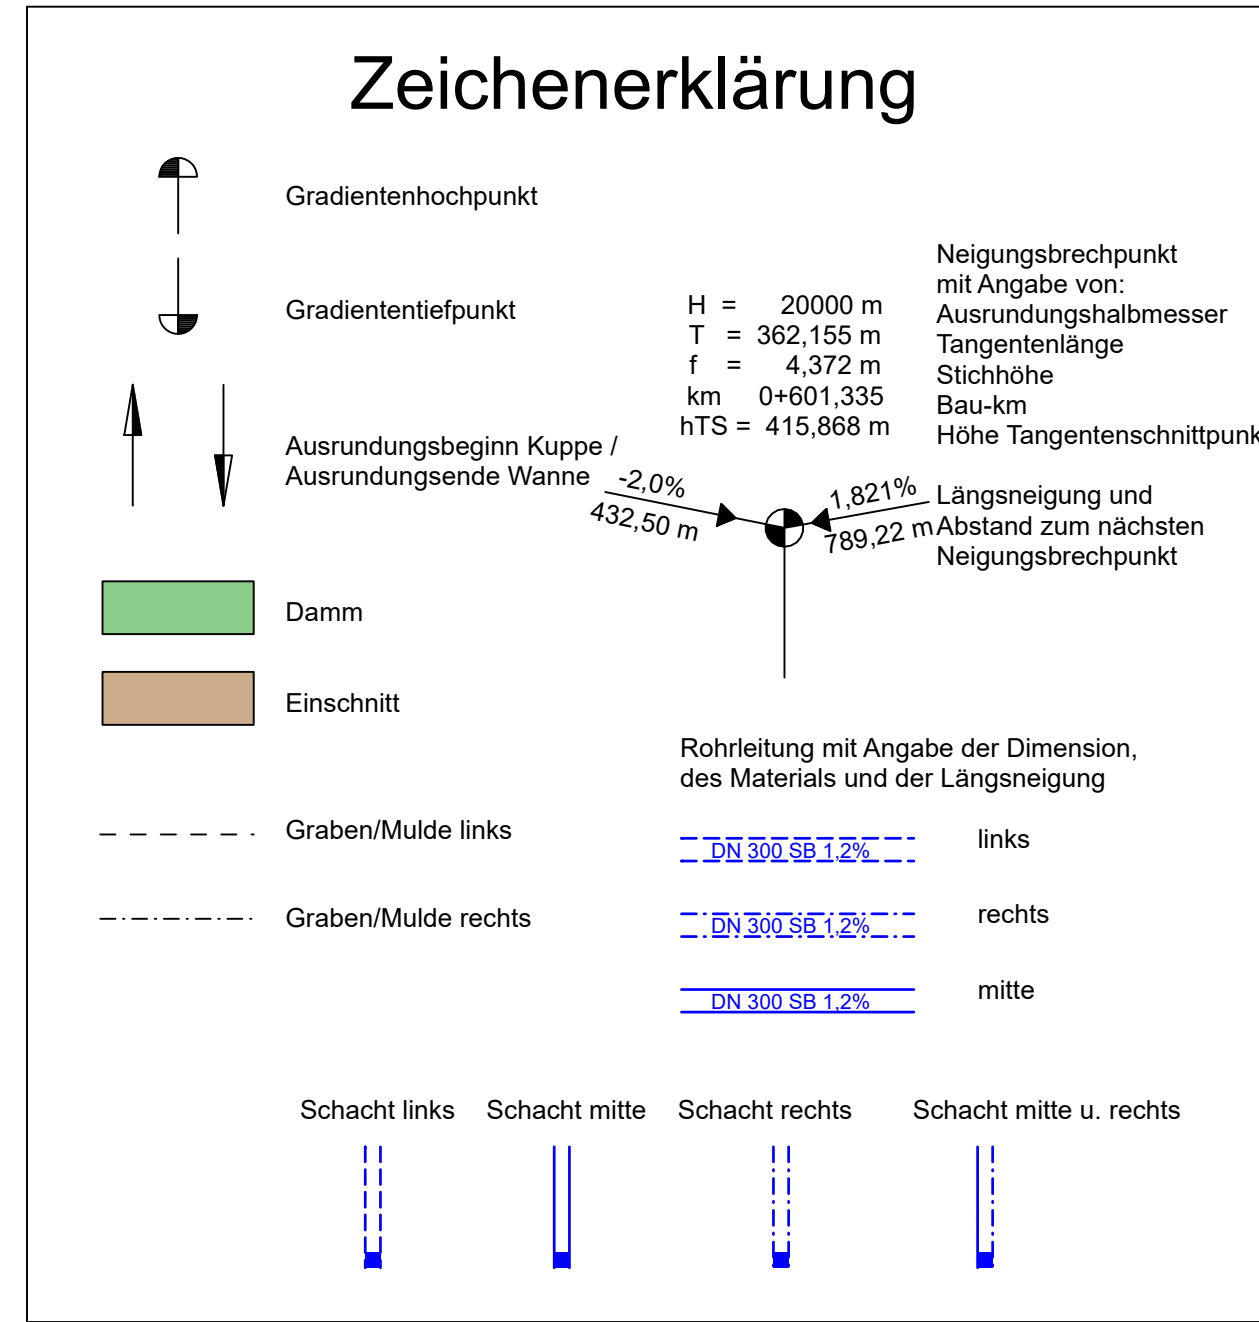 Zeichenerklärung
Gradientenhochpunkt
Gradiententiefpunkt
Ausrundungsbeginn Kuppe /
Ausrundungsende Wanne
H = 20000 m
T = 362,155 m
f = 4,372 m
km 0+601,335
hTS = 415,868 m
Neigungsbrechpunkt
mit Angabe von:
Ausrundungshalbmesser
Tangentenlänge
Stichhöhe
Bau-km
Höhe Tangentenschnittpunk
-2,0%
432,50 m
1,821%
789,22 m
Längsneigung und
Abstand zum nächsten
Neigungsbrechpunkt
Damm
Einschnitt
Graben/Mulde links
Graben/Mulde rechts
Rohrleitung mit Angabe der Dimension,
des Materials und der Längsneigung
DN 300 SB 1,2% links
DN 300 SB 1,2% rechts
DN 300 SB 1,2% mitte
Schacht links Schacht mitte Schacht rechts Schacht mitte u. rechts